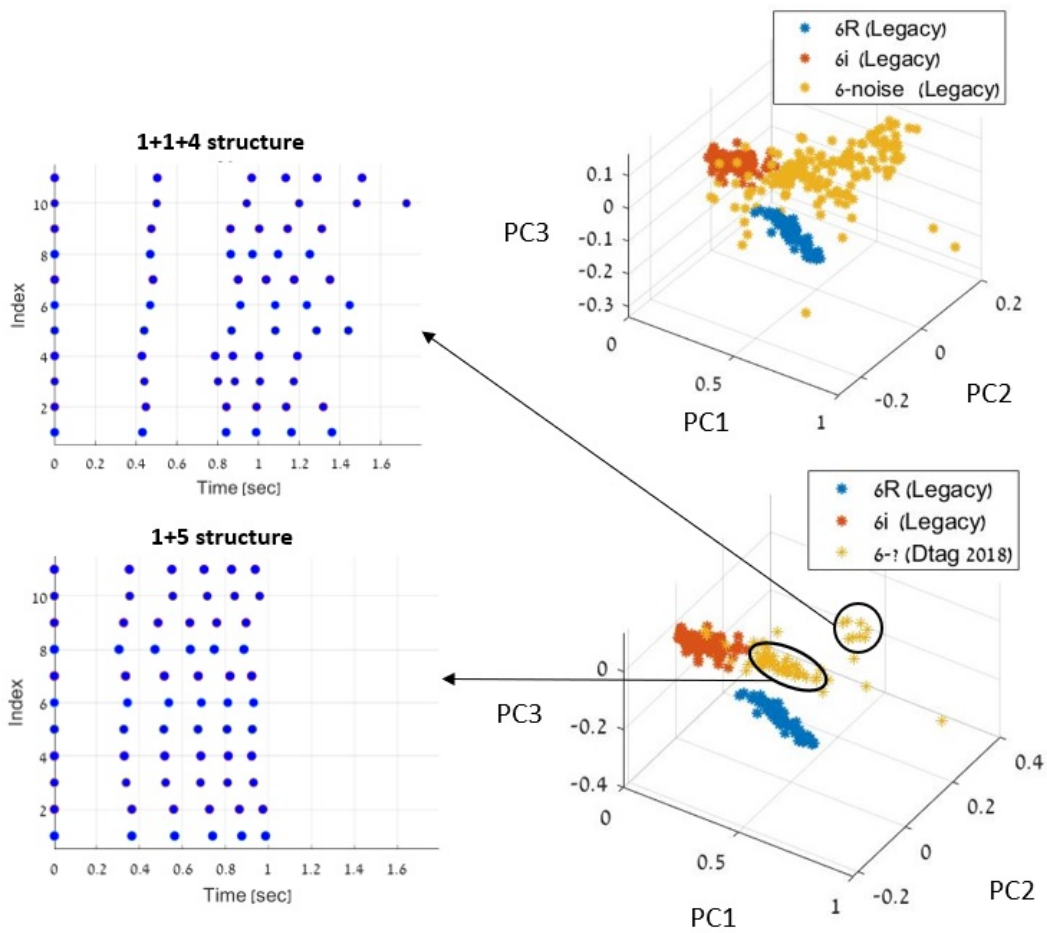 1+1+4 structure
Index
10
8
6
4
2
0 0.2 0.4 0.6 0.8 1 1.2 1.4 1.6
Time [sec]
1+5 structure
Index
10
8
6
4
2
0 0.2 0.4 0.6 0.8 1 1.2 1.4 1.6
Time [sec]
6R (Legacy)
6i (Legacy)
6-noise (Legacy)
PC3
0.1
0
-0.1
-0.2
-0.3
0
0.5
1
PC1
-0.2
0
0.2
PC2
6R (Legacy)
6i (Legacy)
6-? (Dtag 2018)
PC3
0
-0.2
-0.4
0
0.5
1
PC1
-0.2
0
0.2
0.4
PC2